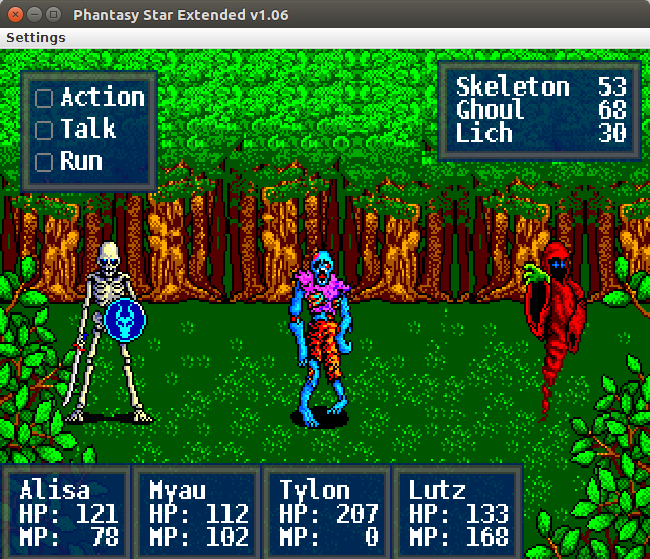 Phantasy Star Extended v1.06
Settings
Action
Talk
Run
Skeleton 53
Ghoul 68
Lich 30
Alisa
HP: 121
MP: 78
Myau
HP: 112
MP: 102
Tylon
HP: 207
MP: 0
Lutz
HP: 133
MP: 168